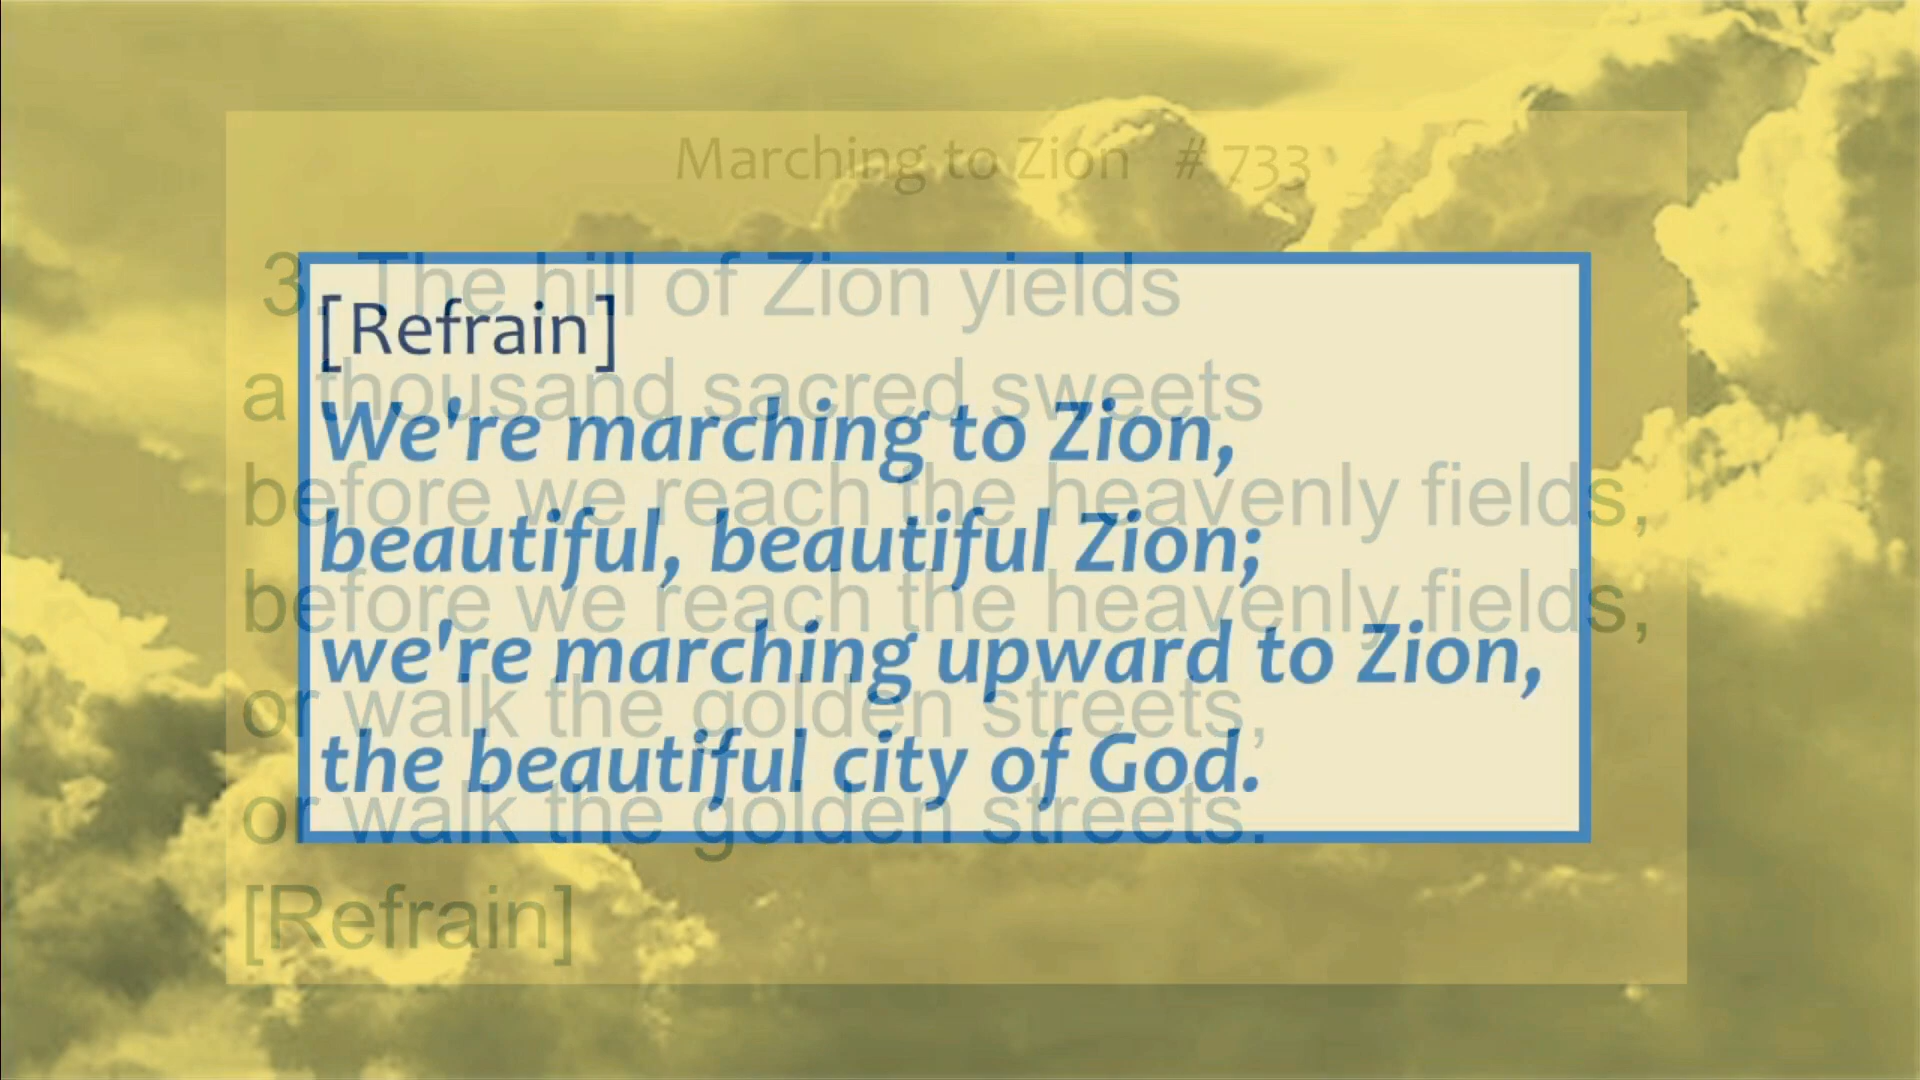 Marching to Zion # 733
3. The hill of Zion yields
a thousand sacred sweets
before we reach the heavenly fields,
before we reach the heavenly fields,
or walk the golden streets,
or walk the golden streets.
[Refrain]
[Refrain]
We're marching to Zion,
beautiful, beautiful Zion;
we're marching upward to Zion,
the beautiful city of God.